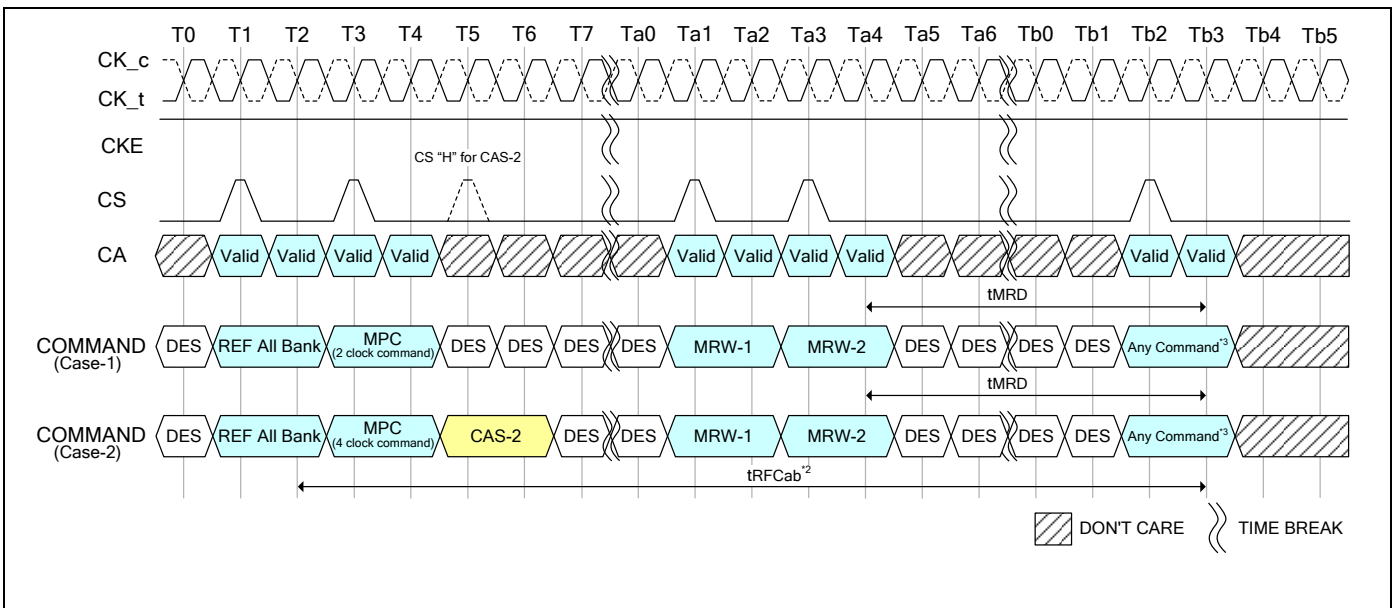 T0 T1 T2 T3 T4 T5 T6 T7 Ta0 Ta1 Ta2 Ta3 Ta4 Ta5 Ta6 Tb0 Tb1 Tb2 Tb3 Tb4 Tb5
CK_c
CK_t
CKE
CS "H" for CAS-2
CS
CA Valid Valid Valid Valid Valid Valid Valid Valid Valid Valid
tMRD
COMMAND (Case-1) DES REF All Bank MPC (2 clock command) DES DES DES DES MRW-1 MRW-2 DES DES DES DES Any Command*3
tMRD
COMMAND (Case-2) DES REF All Bank MPC (4 clock command) CAS-2 DES DES MRW-1 MRW-2 DES DES DES DES Any Command*3
tRFCab*2
DON'T CARE TIME BREAK